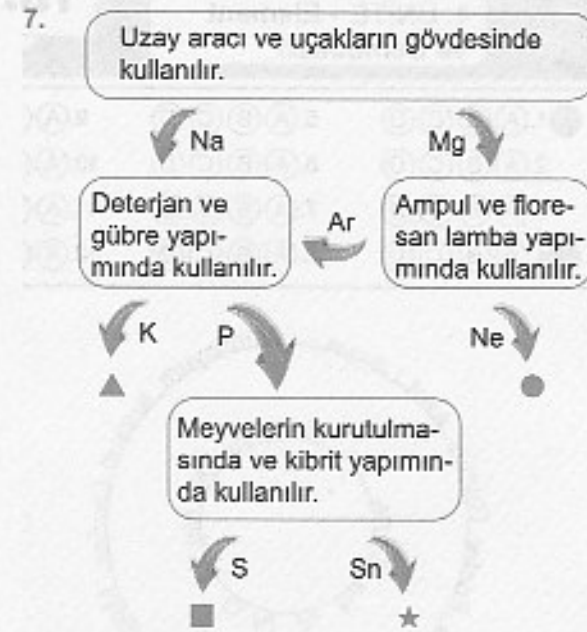 7.
Uzay aracı ve uçakların gövdesinde
kullanılır.
Na
Mg
Deterjan ve
gübre yapı-
mında kullanılır.
Ar
Ampul ve flore-
san lamba yapı-
mında kullanılır.
K
P
Ne
Meyvelerin kurutulma-
sında ve kibrit yapımın-
da kullanılır.
S
Sn